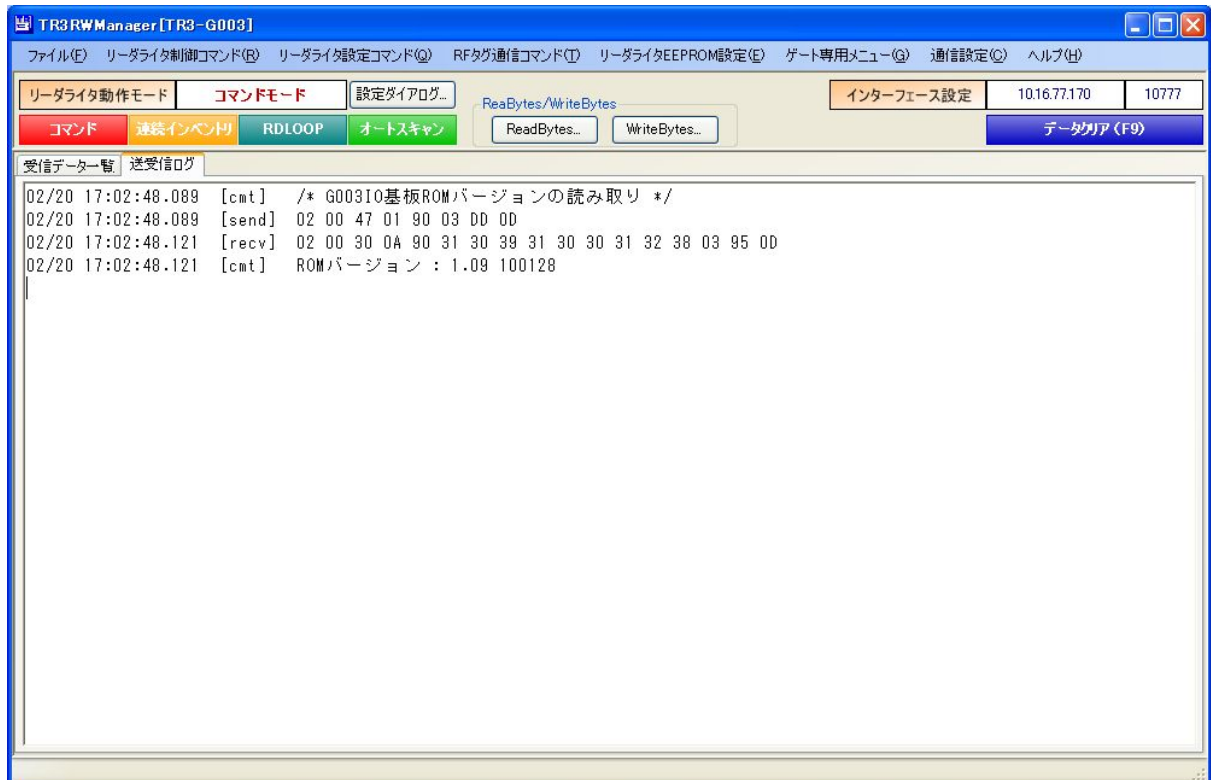 TR3RWManager[TR3-G003]
ファイル(F) リーダライタ制御コマンド(R) リーダライタ設定コマンド(Q) RFタグ通信コマンド(T) リーダライタEEPROM設定(E) ゲート専用メニュー(G) 通信設定(C) ヘルプ(H)
リーダライタ動作モード コマンドモード 設定ダイアログ... ReaBytes/WriteBytes インターフェース設定 10.16.77.170 10777
コマンド 連続インベントリ RDLOOP オートスキャン ReadBytes... WriteBytes... データクリア(F9)
受信データ一覧 送受信ログ
02/20 17:02:48.089 [cmt] /* G003IO基板ROMバージョンの読み取り */
02/20 17:02:48.089 [send] 02 00 47 01 90 03 DD 0D
02/20 17:02:48.121 [recv] 02 00 30 0A 90 31 30 39 31 30 30 31 32 38 03 95 0D
02/20 17:02:48.121 [cmt] ROMバージョン : 1.09 100128